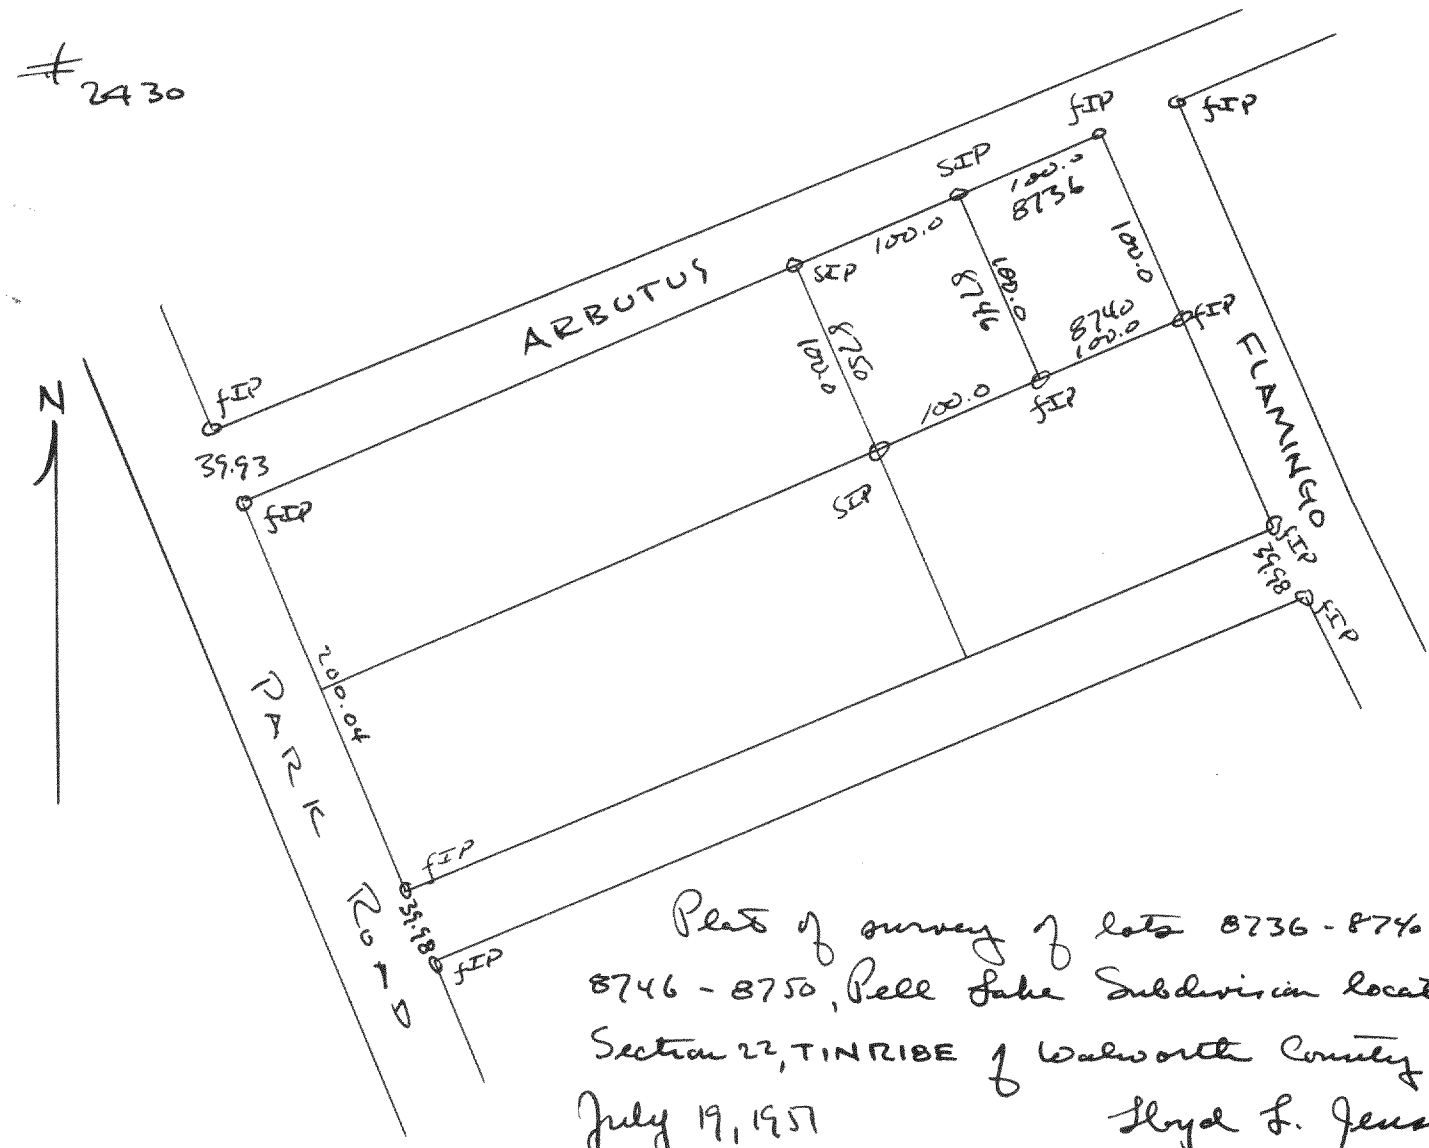 # 2430
fIP
fIP
SIP
100.0
8736
ARBUTUS
SIP
100.0
100.0
8746
100.0
8740
100.0
fIP
8750
100.0
100.0
fIP
SIP
FLAMINGO
N
fIP
39.93
fIP
fIP
39.98
fIP
200.04
PARK ROAD
fIP
39.98
fIP
Plat of survey of lots 8736-8740
8746-8750, Pell Lake Subdivision locat
Section 22, T1NR18E of Walworth County
July 19, 1957 Lloyd L. Jens